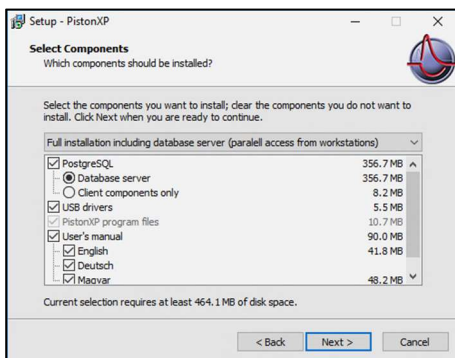 Setup - PistonXP
Select Components
Which components should be installed?
Select the components you want to install; clear the components you do not want to
install. Click Next when you are ready to continue.
Full installation including database server (paralell access from workstations)
PostgreSQL 356.7 MB
Database server 356.7 MB
Client components only 8.2 MB
USB drivers 5.5 MB
PistonXP program files 10.7 MB
User's manual 90.0 MB
English 41.8 MB
Deutsch
Magyar 48.2 MB
Current selection requires at least 464.1 MB of disk space.
< Back Next > Cancel